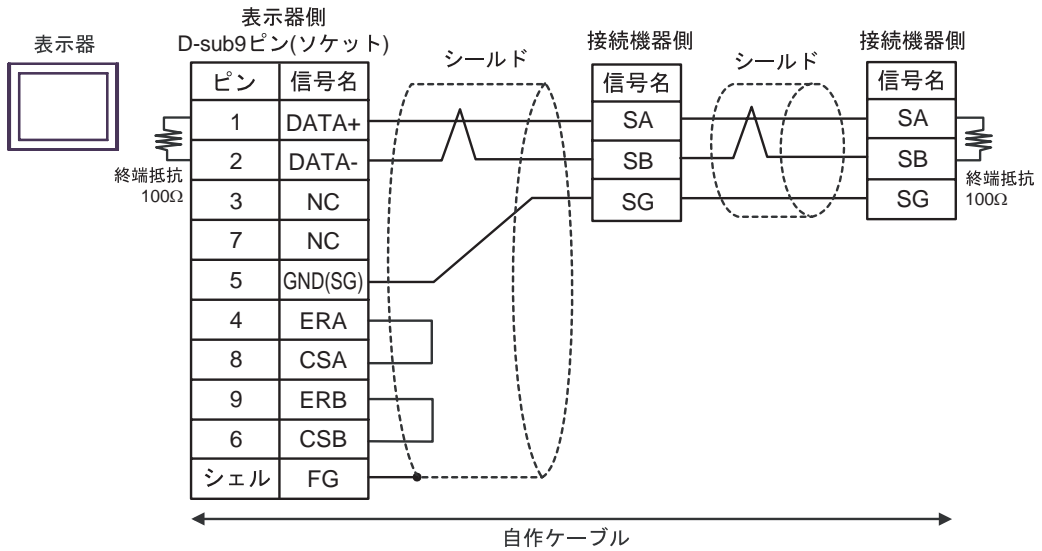 表示器
表示器側
D-sub9ピン(ソケット)
ピン 信号名
1 DATA+
2 DATA-
3 NC
7 NC
5 GND(SG)
4 ERA
8 CSA
9 ERB
6 CSB
シェル FG
終端抵抗
100Ω
シールド
接続機器側
信号名
SA
SB
SG
シールド
接続機器側
信号名
SA
SB
SG
終端抵抗
100Ω
自作ケーブル